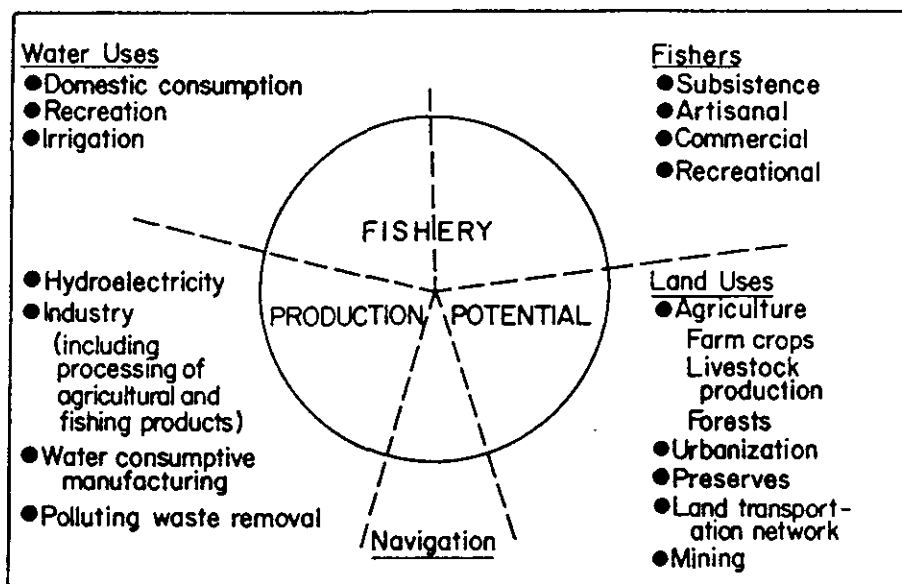 Water Uses
●Domestic consumption
●Recreation
●Irrigation
Fishers
●Subsistence
●Artisanal
●Commercial
●Recreational
FISHERY
PRODUCTION POTENTIAL
●Hydroelectricity
●Industry
(including
processing of
agricultural and
fishing products)
●Water consumptive
manufacturing
●Polluting waste removal
Navigation
Land Uses
●Agriculture
Farm crops
Livestock
production
Forests
●Urbanization
●Preserves
●Land transport-
ation network
●Mining